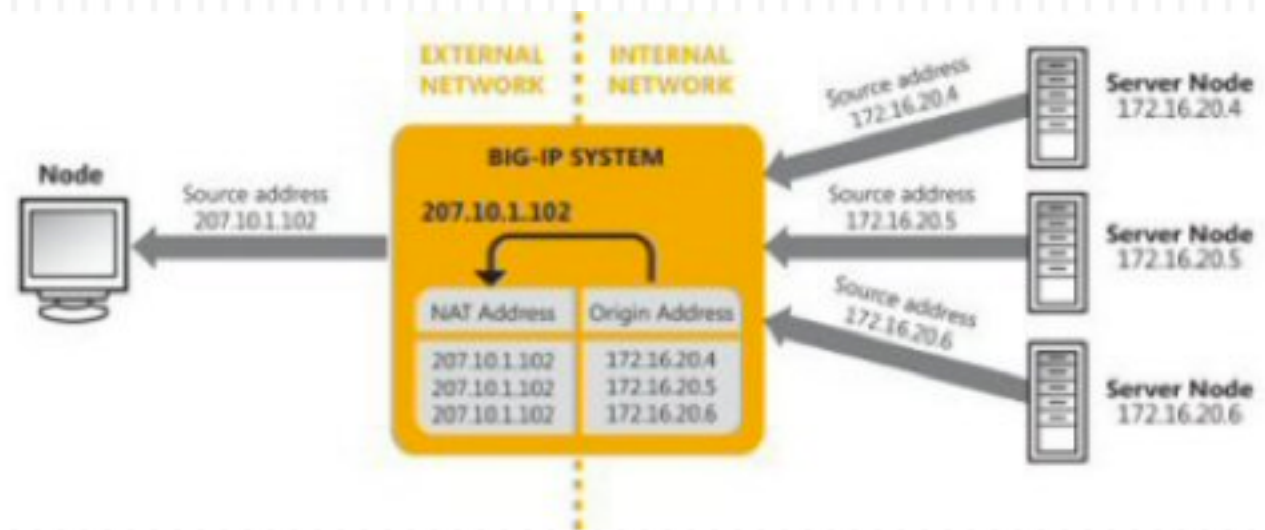 EXTERNAL
NETWORK
INTERNAL
NETWORK
BIG-IP SYSTEM
207.10.1.102
NAT Address
Origin Address
207.10.1.102
172.16.20.4
207.10.1.102
172.16.20.5
207.10.1.102
172.16.20.6
Node
Source address
207.10.1.102
Source address
172.16.20.4
Server Node
172.16.20.4
Source address
172.16.20.5
Server Node
172.16.20.5
Source address
172.16.20.6
Server Node
172.16.20.6